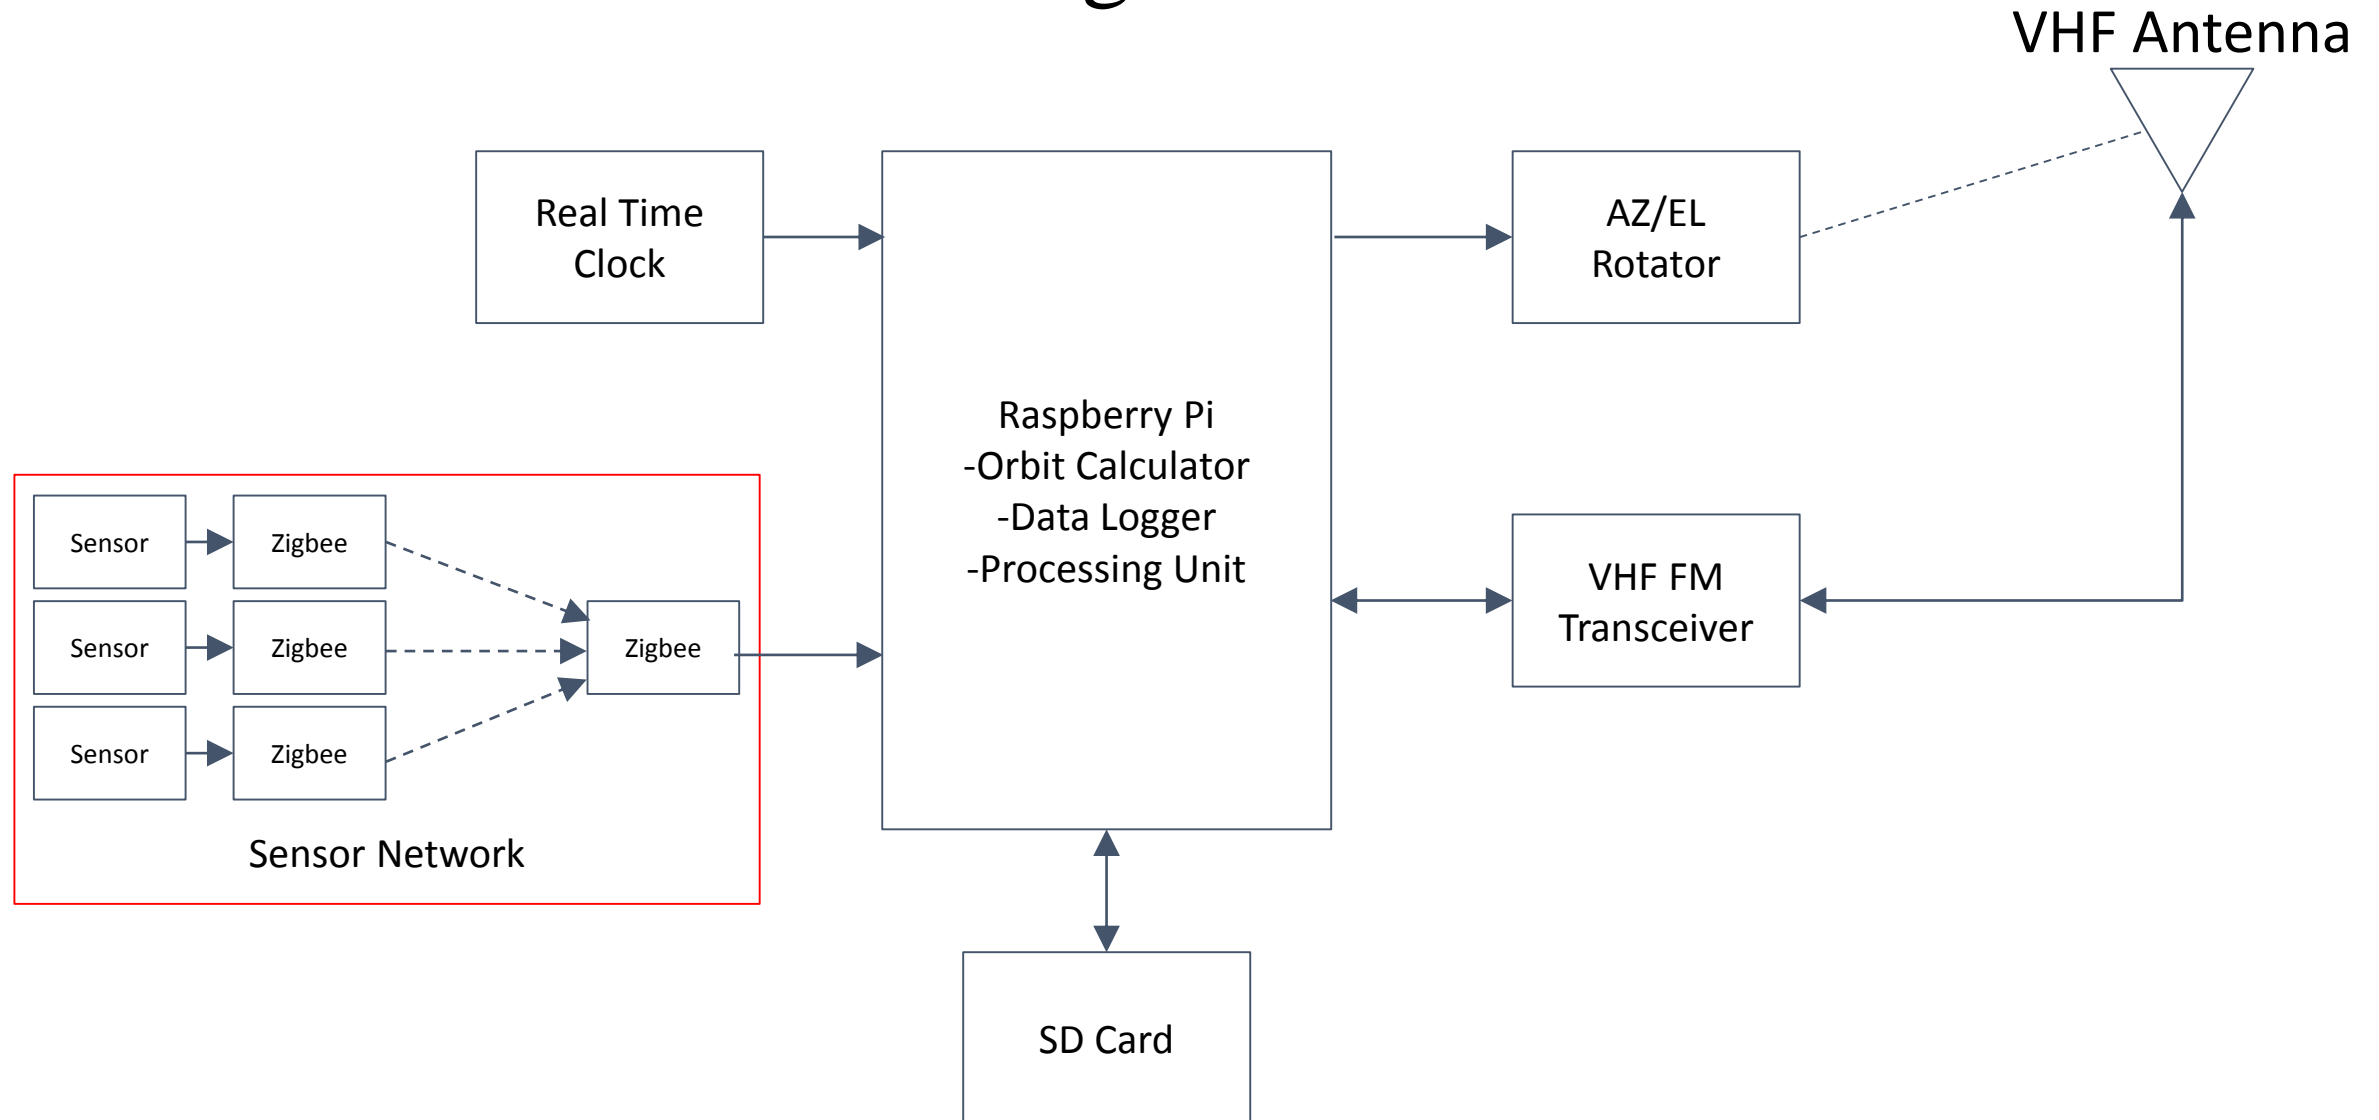 VHF Antenna
Real Time
Clock
AZ/EL
Rotator
Raspberry Pi
-Orbit Calculator
-Data Logger
-Processing Unit
Sensor
Zigbee
Sensor
Zigbee
Zigbee
Sensor
Zigbee
Sensor Network
VHF FM
Transceiver
SD Card